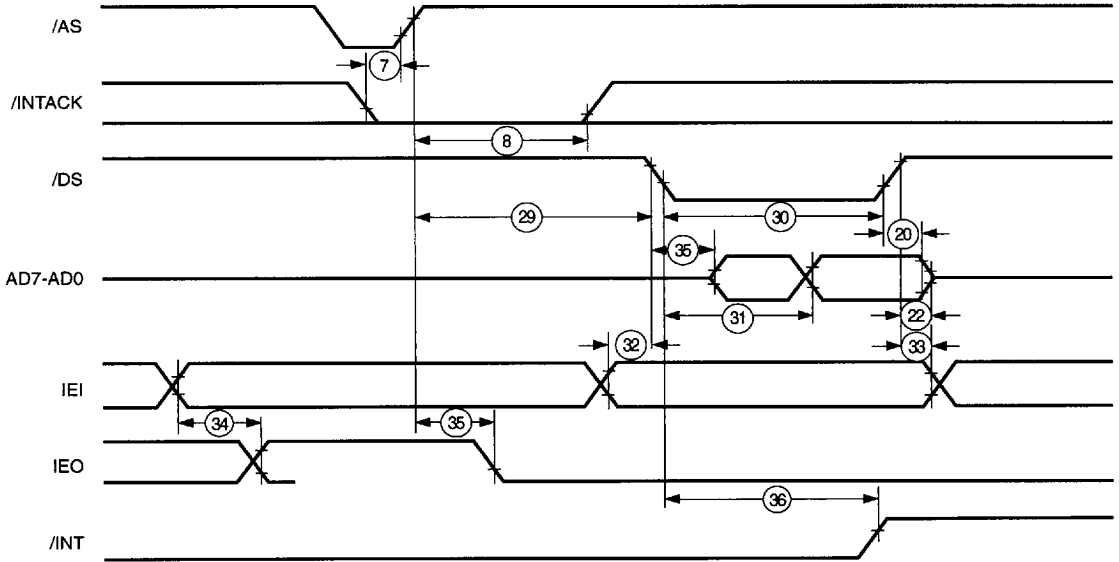 /AS
7
/INTACK
8
/DS
29
30
20
35
AD7-AD0
31
22
32
33
IEI
34
35
IEO
36
/INT